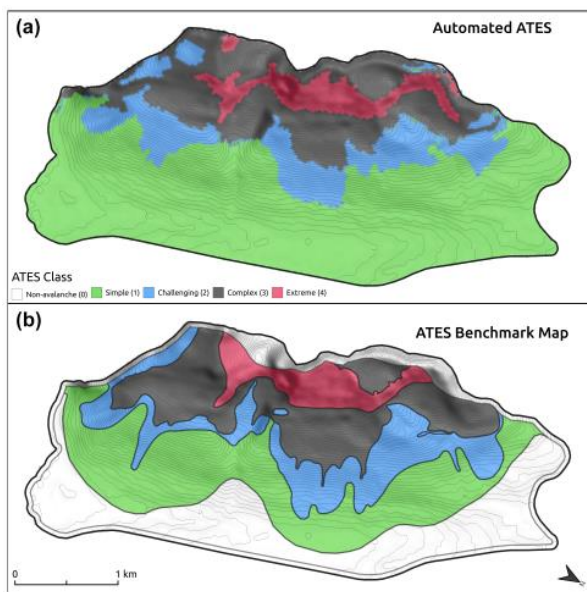 (a)
Automated ATES
ATES Class
Non-avalanche (0) Simple (1) Challenging (2) Complex (3) Extreme (4)
(b)
ATES Benchmark Map
0 1 km